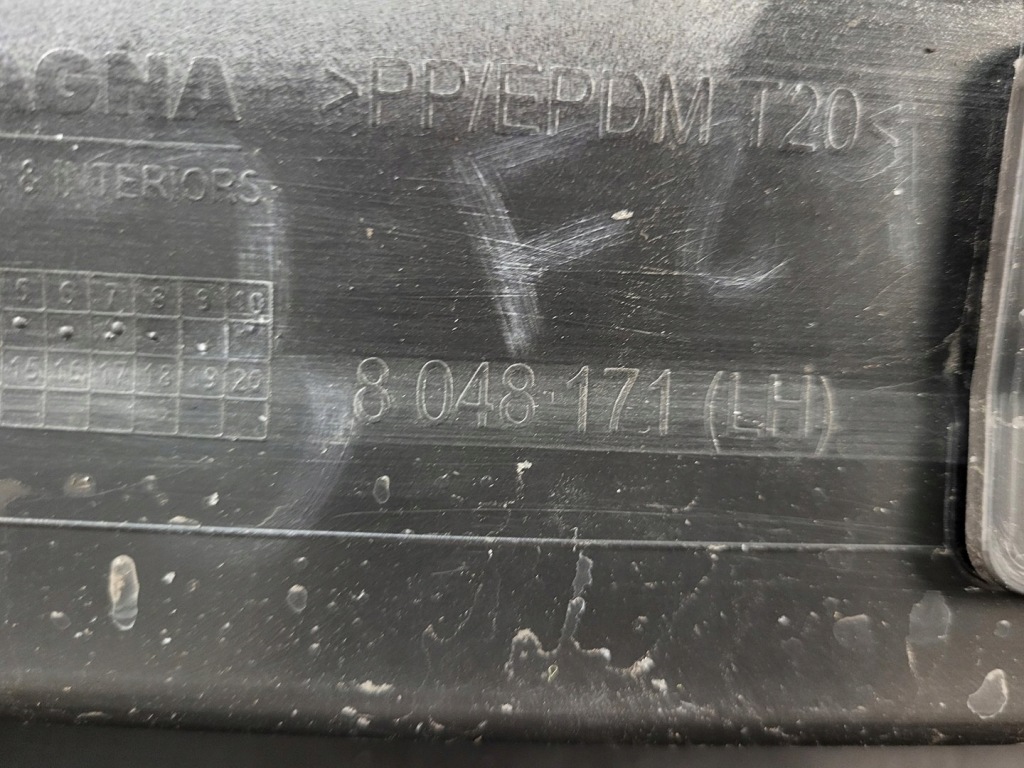 AGNA >PP/EPDM T20<
& INTERIORS
5 6 7 8 9 10
15 16 17 18 19 20
8 048 171 (LH)